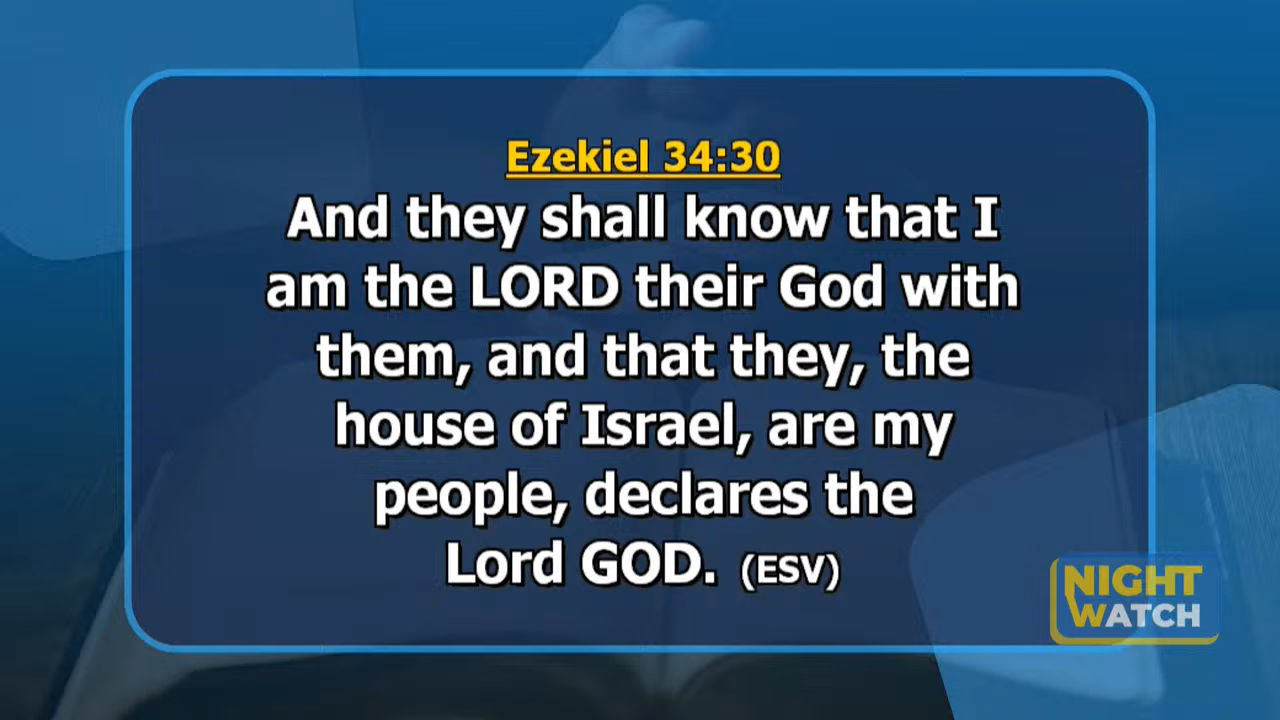 Ezekiel 34:30
And they shall know that I
am the LORD their God with
them, and that they, the
house of Israel, are my
people, declares the
Lord GOD. (ESV)
NIGHT
WATCH